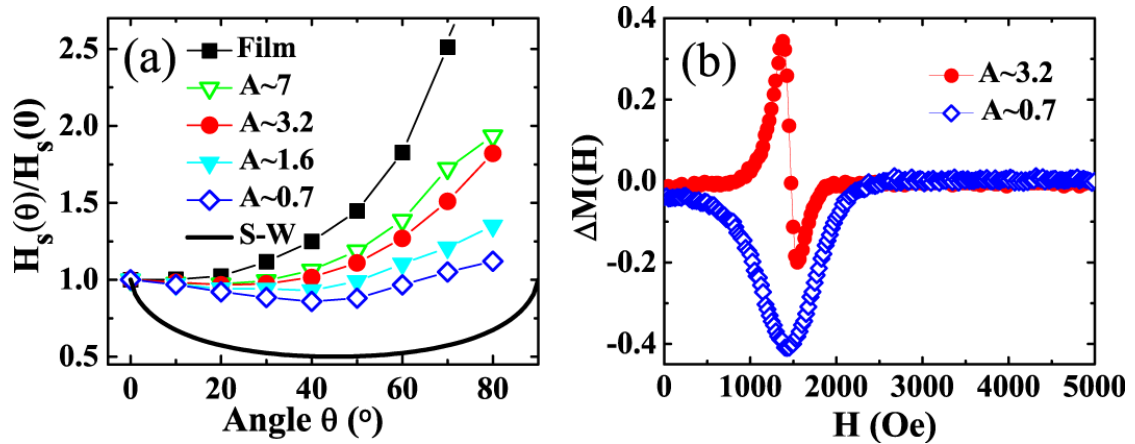 (a)
Film
A~7
A~3.2
A~1.6
A~0.7
S-W
2.5
2.0
1.5
1.0
0.5
0 20 40 60 80
Angle θ (°)
Hs(θ)/Hs(0)
(b)
A~3.2
A~0.7
0.4
0.2
0.0
-0.2
-0.4
0 1000 2000 3000 4000 5000
H (Oe)
ΔM(H)